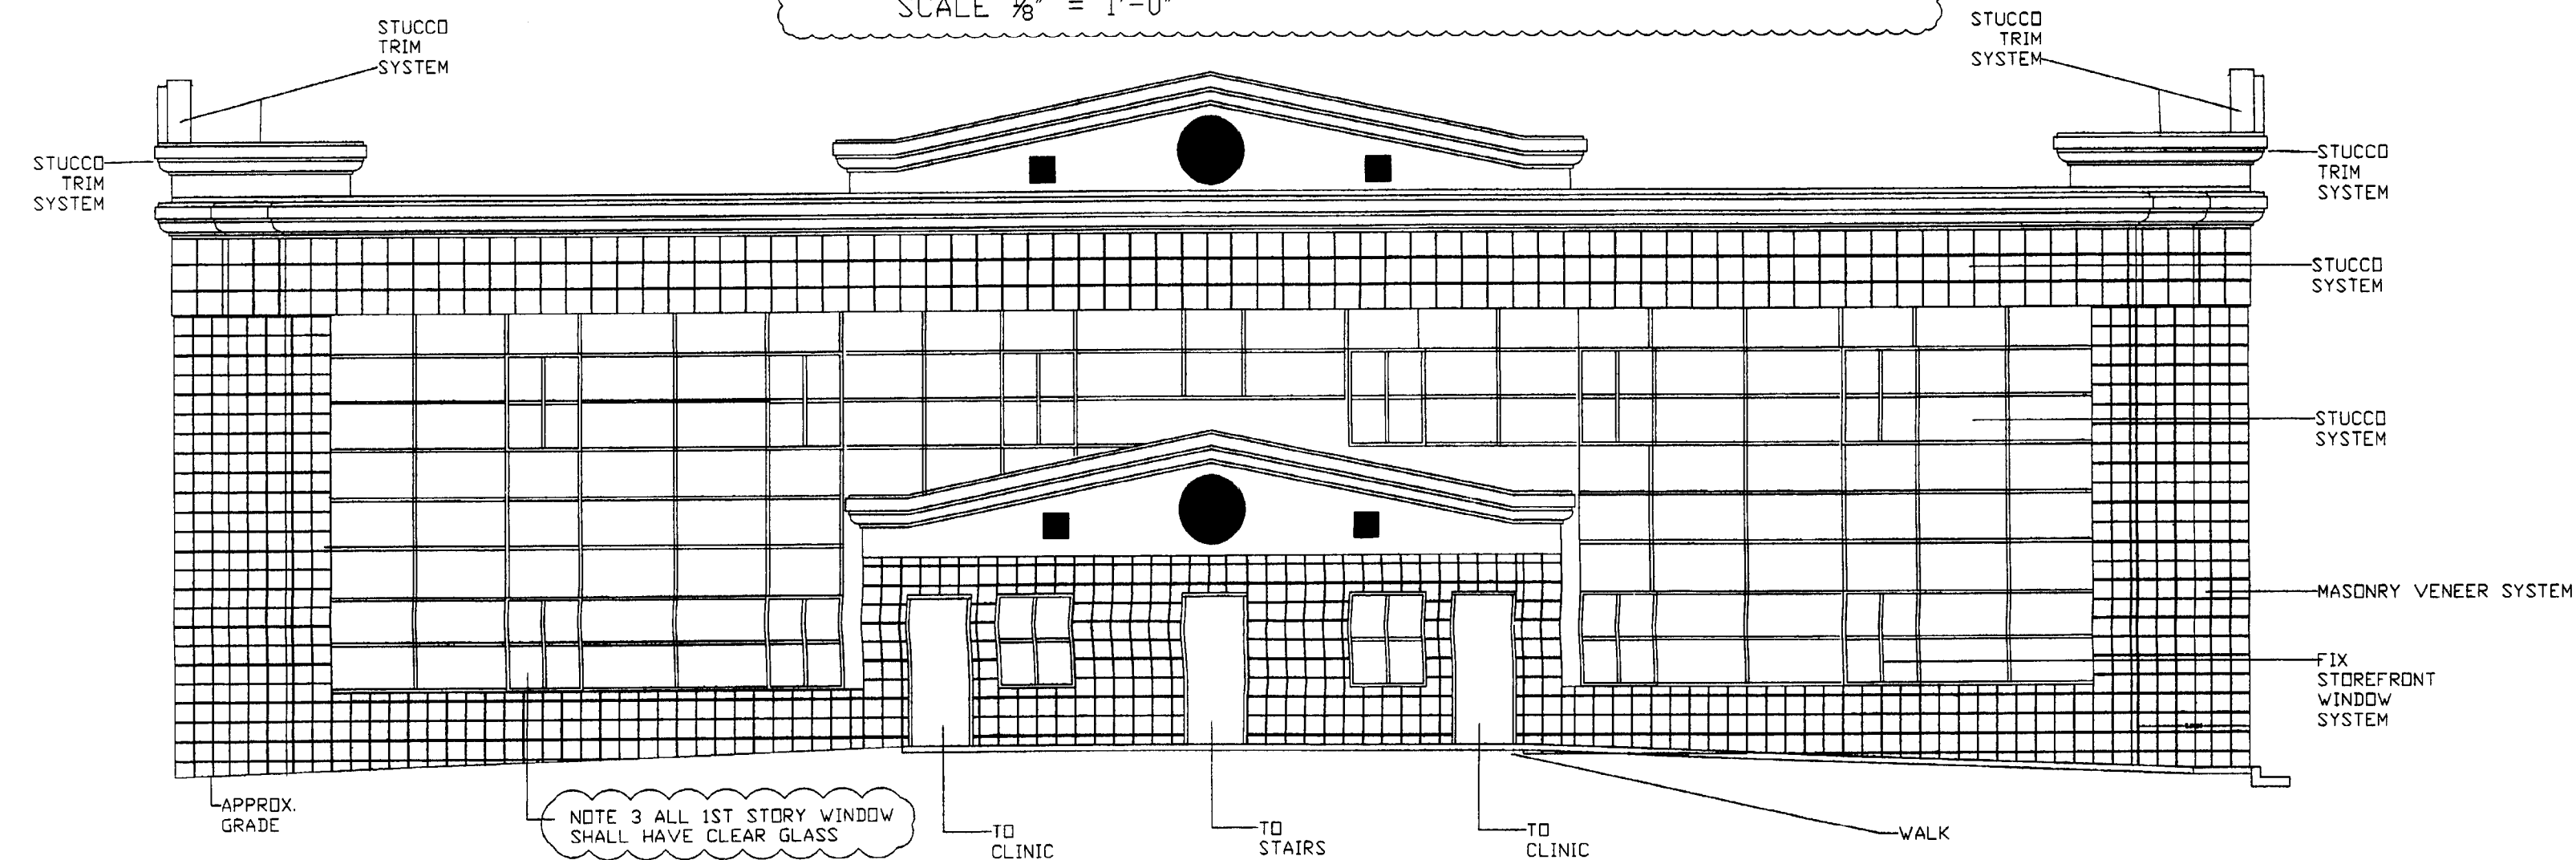 SCALE ⅛" = 1'-0"
STUCCO
TRIM
SYSTEM
STUCCO
TRIM
SYSTEM
STUCCO
TRIM
SYSTEM
STUCCO
TRIM
SYSTEM
STUCCO
SYSTEM
STUCCO
SYSTEM
MASONRY VENEER SYSTEM
FIX
STOREFRONT
WINDOW
SYSTEM
APPROX.
GRADE
NOTE 3 ALL 1ST STORY WINDOW
SHALL HAVE CLEAR GLASS
TO
CLINIC
TO
STAIRS
TO
CLINIC
WALK